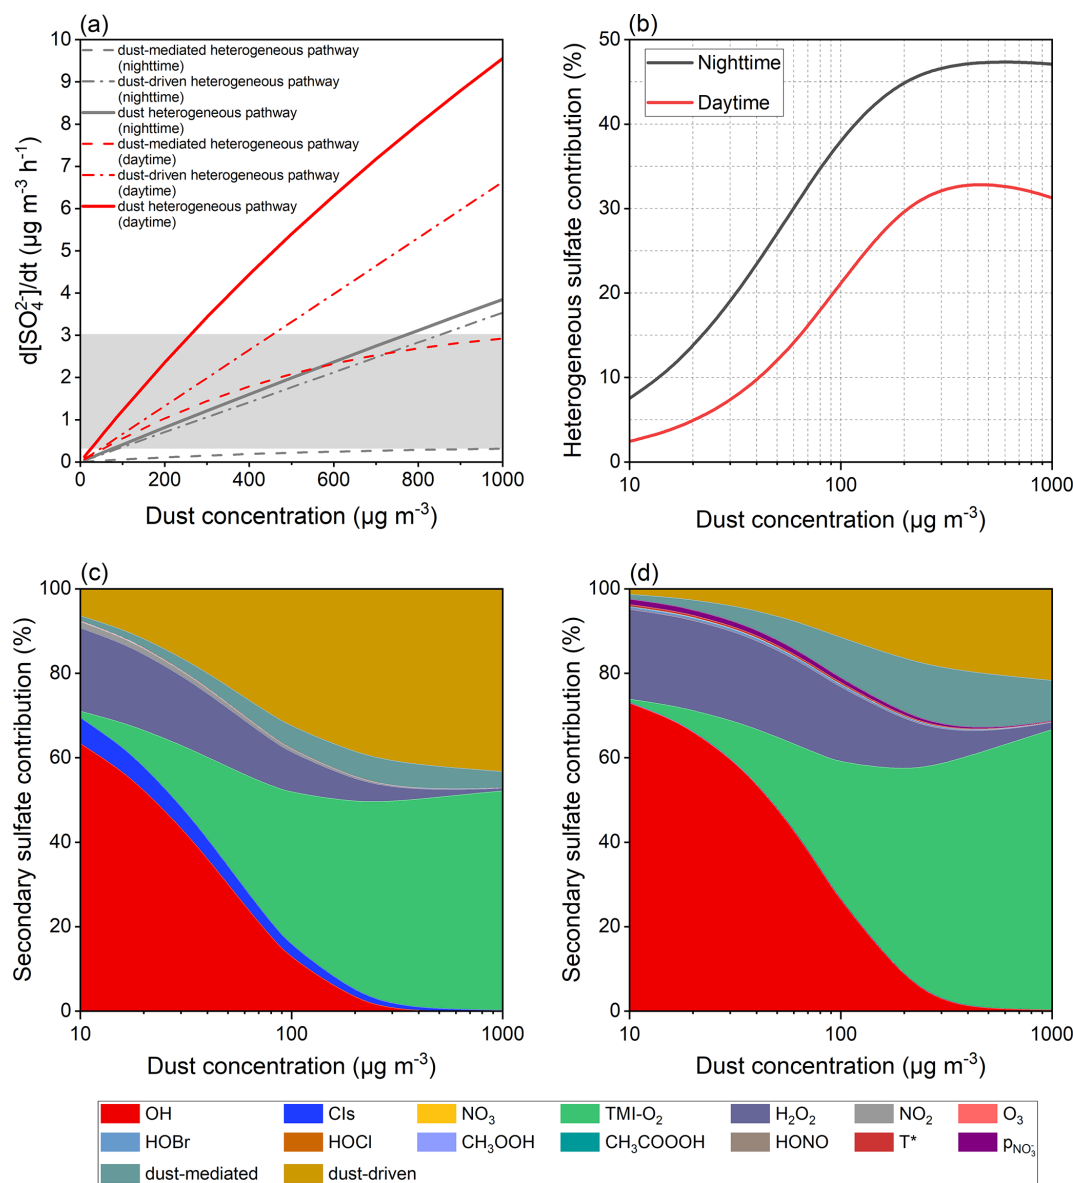 (a)
10
9
8
7
6
5
4
3
2
1
0
d[SO₄²⁻]/dt (µg m⁻³ h⁻¹)
dust-mediated heterogeneous pathway
(nighttime)
dust-driven heterogeneous pathway
(nighttime)
dust heterogeneous pathway
(nighttime)
dust-mediated heterogeneous pathway
(daytime)
dust-driven heterogeneous pathway
(daytime)
dust heterogeneous pathway
(daytime)
0 200 400 600 800 1000
Dust concentration (µg m⁻³)
(b)
50
40
30
20
10
0
Heterogeneous sulfate contribution (%)
Nighttime
Daytime
10 100 1000
Dust concentration (µg m⁻³)
(c)
100
80
60
40
20
0
Secondary sulfate contribution (%)
10 100 1000
Dust concentration (µg m⁻³)
(d)
100
80
60
40
20
0
Secondary sulfate contribution (%)
10 100 1000
Dust concentration (µg m⁻³)
OH Cls NO₃ TMI-O₂ H₂O₂ NO₂ O₃
HOBr HOCl CH₃OOH CH₃COOOH HONO T* pNO₃⁻
dust-mediated dust-driven